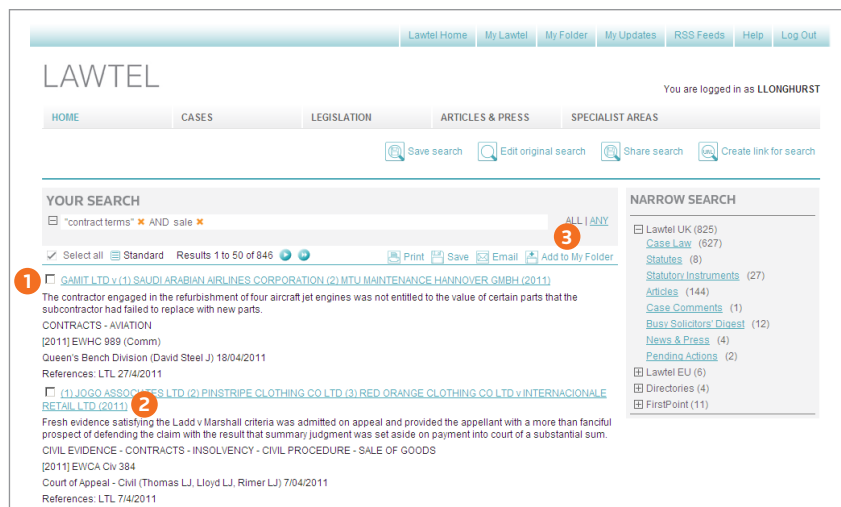 Lawtel Home My Lawtel My Folder My Updates RSS Feeds Help Log Out
LAWTEL
You are logged in as LLONGHURST
HOME CASES LEGISLATION ARTICLES & PRESS SPECIALIST AREAS
Save search Edit original search Share search URL Create link for search
YOUR SEARCH
"contract terms" AND sale
ALL | ANY
3
Select all Standard Results 1 to 50 of 846 Print Save Email Add to My Folder
1
GAMIT LTD v (1) SAUDI ARABIAN AIRLINES CORPORATION (2) MTU MAINTENANCE HANNOVER GMBH (2011)
The contractor engaged in the refurbishment of four aircraft jet engines was not entitled to the value of certain parts that the
subcontractor had failed to replace with new parts.
CONTRACTS - AVIATION
[2011] EWHC 989 (Comm)
Queen's Bench Division (David Steel J) 18/04/2011
References: LTL 27/4/2011
(1) JOGO ASSOCIATES LTD (2) PINSTRIPE CLOTHING CO LTD (3) RED ORANGE CLOTHING CO LTD v INTERNACIONALE
RETAIL LTD (2011)
2
Fresh evidence satisfying the Ladd v Marshall criteria was admitted on appeal and provided the appellant with a more than fanciful
prospect of defending the claim with the result that summary judgment was set aside on payment into court of a substantial sum.
CIVIL EVIDENCE - CONTRACTS - INSOLVENCY - CIVIL PROCEDURE - SALE OF GOODS
[2011] EWCA Civ 384
Court of Appeal - Civil (Thomas LJ, Lloyd LJ, Rimer LJ) 7/04/2011
References: LTL 7/4/2011
NARROW SEARCH
Lawtel UK (825)
Case Law (627)
Statutes (8)
Statutory Instruments (27)
Articles (144)
Case Comments (1)
Busy Solicitors' Digest (12)
News & Press (4)
Pending Actions (2)
Lawtel EU (6)
Directories (4)
FirstPoint (11)